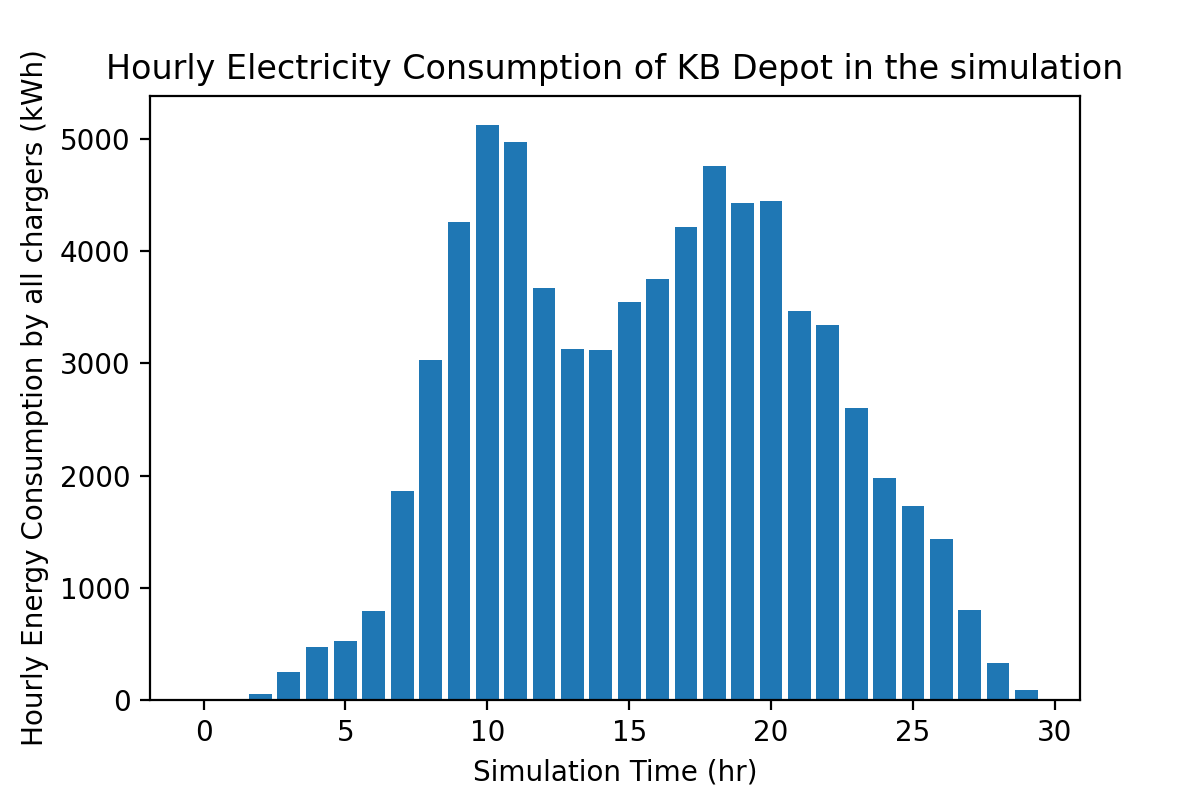 Hourly Electricity Consumption of KB Depot in the simulation
Hourly Energy Consumption by all chargers (kWh)
5000
4000
3000
2000
1000
0
0 5 10 15 20 25 30
Simulation Time (hr)